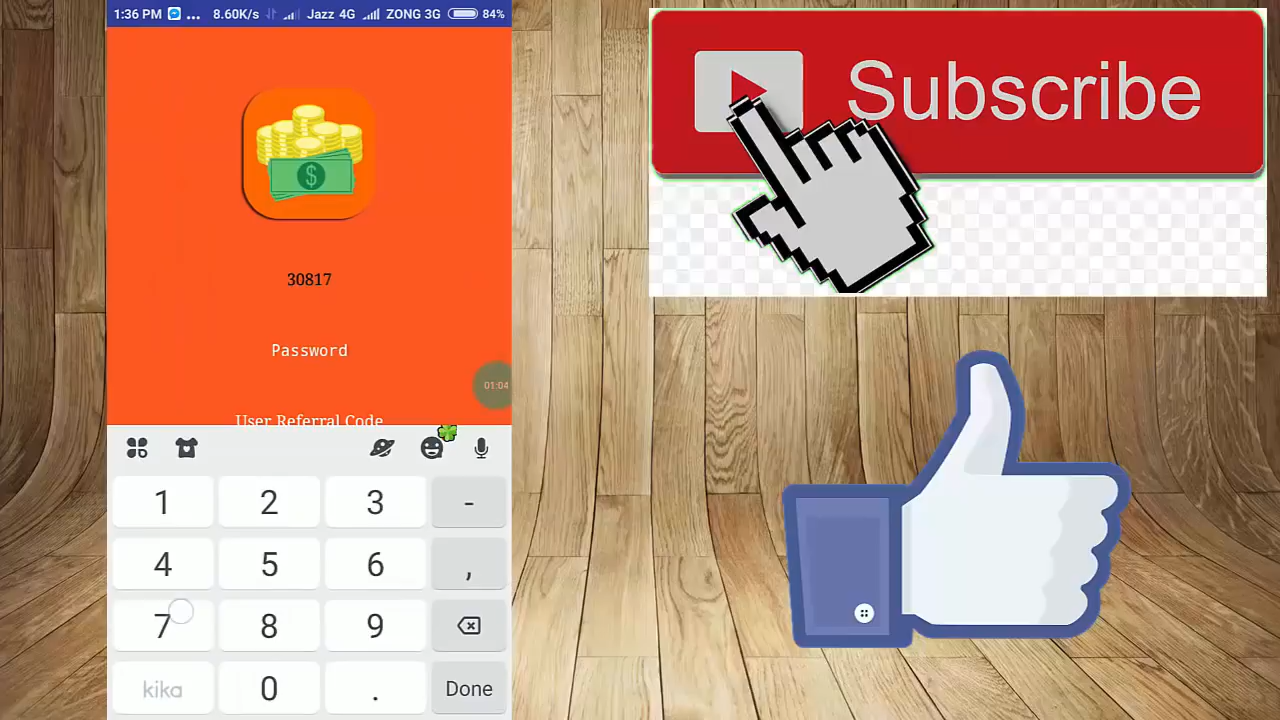 1:36 PM ... 8.60K/s Jazz 4G ZONG 3G 84%
Subscribe
$
30817
Password
01:04
User Referral Code
1 2 3 -
4 5 6 ,
7 8 9
kika 0 . Done